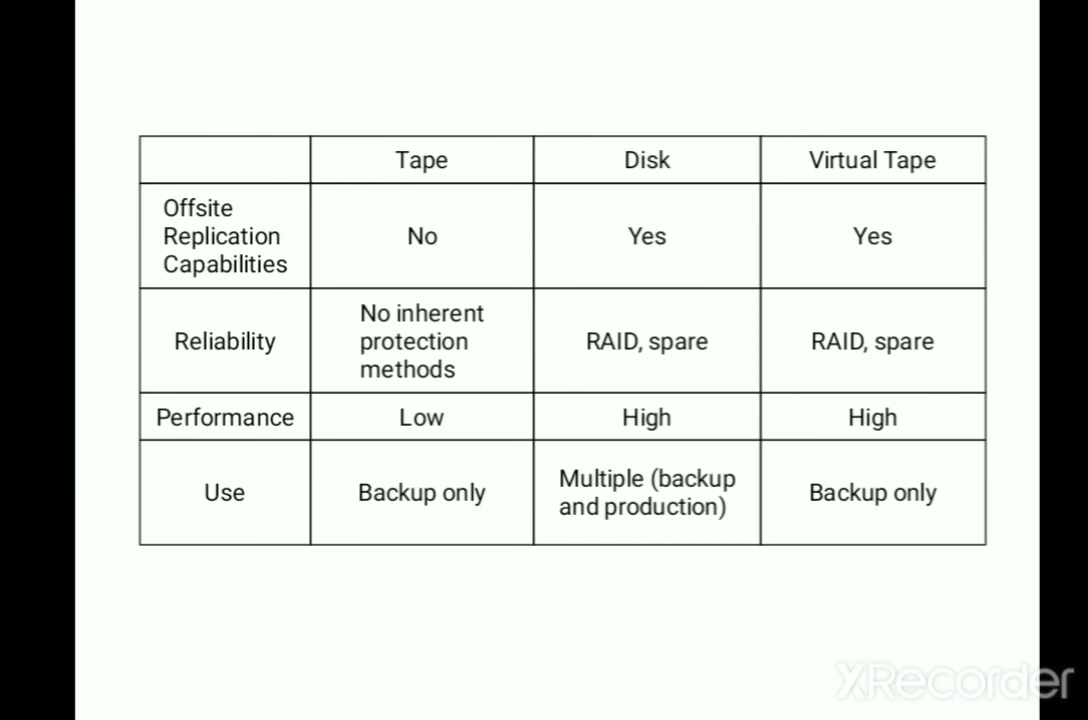 Tape
Disk
Virtual Tape
Offsite
Replication
Capabilities
No
Yes
Yes
Reliability
No inherent
protection
methods
RAID, spare
RAID, spare
Performance
Low
High
High
Use
Backup only
Multiple (backup
and production)
Backup only
XRecorder